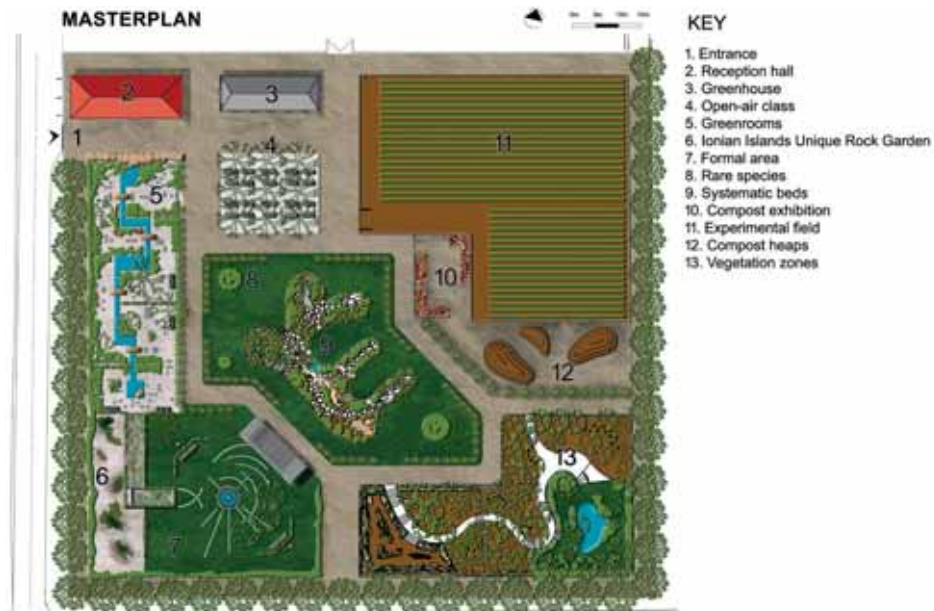 MASTERPLAN
KEY
1. Entrance
2. Reception hall
3. Greenhouse
4. Open-air class
5. Greenrooms
6. Ionian Islands Unique Rock Garden
7. Formal area
8. Rare species
9. Systematic beds
10. Compost exhibition
11. Experimental field
12. Compost heaps
13. Vegetation zones
2
3
1
4
11
5
8
10
9
12
6
13
7